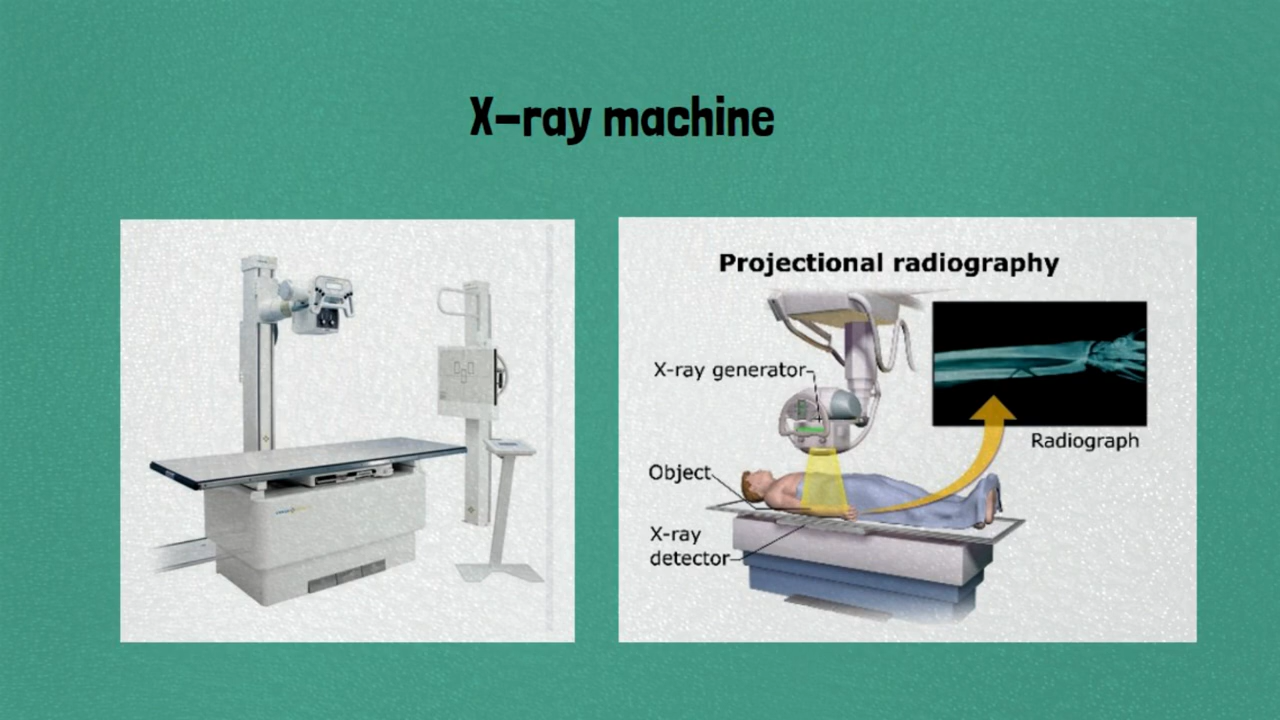 X-ray machine
Projectional radiography
X-ray generator
Radiograph
Object
X-ray
detector